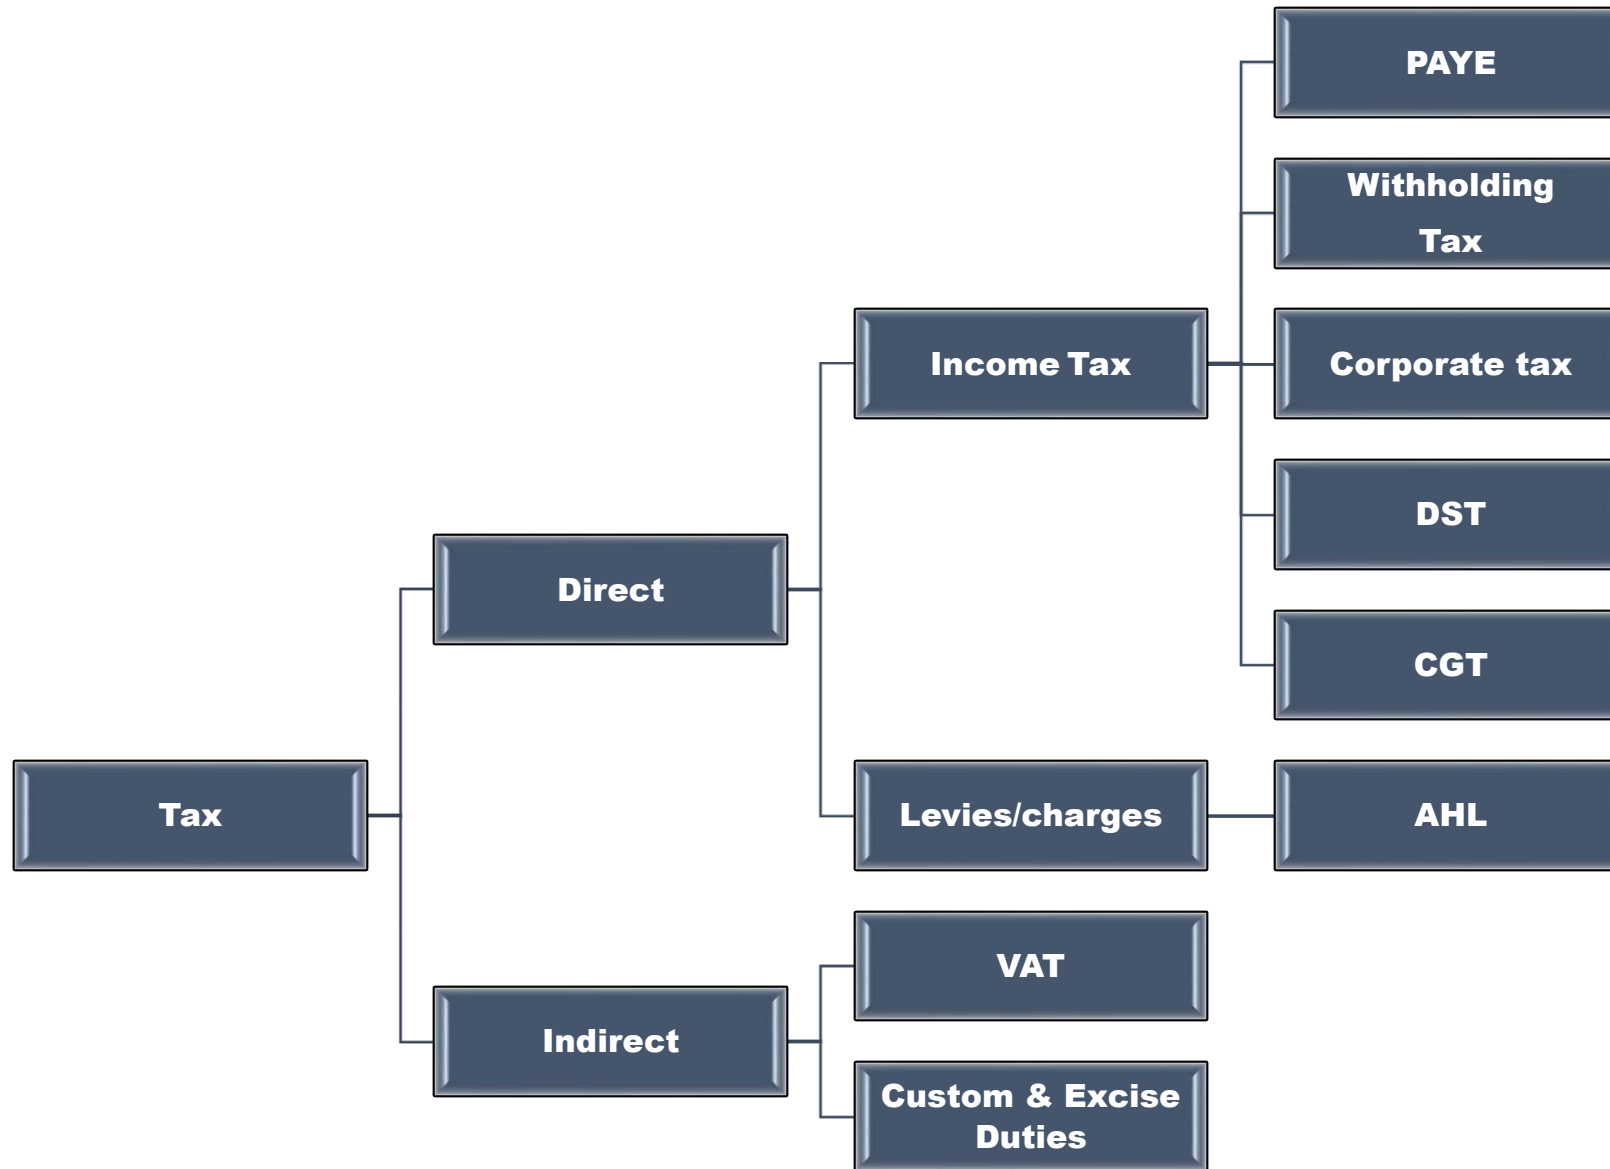 PAYE
Withholding
Tax
Income Tax
Corporate tax
DST
Direct
CGT
Tax
Levies/charges
AHL
VAT
Indirect
Custom & Excise
Duties